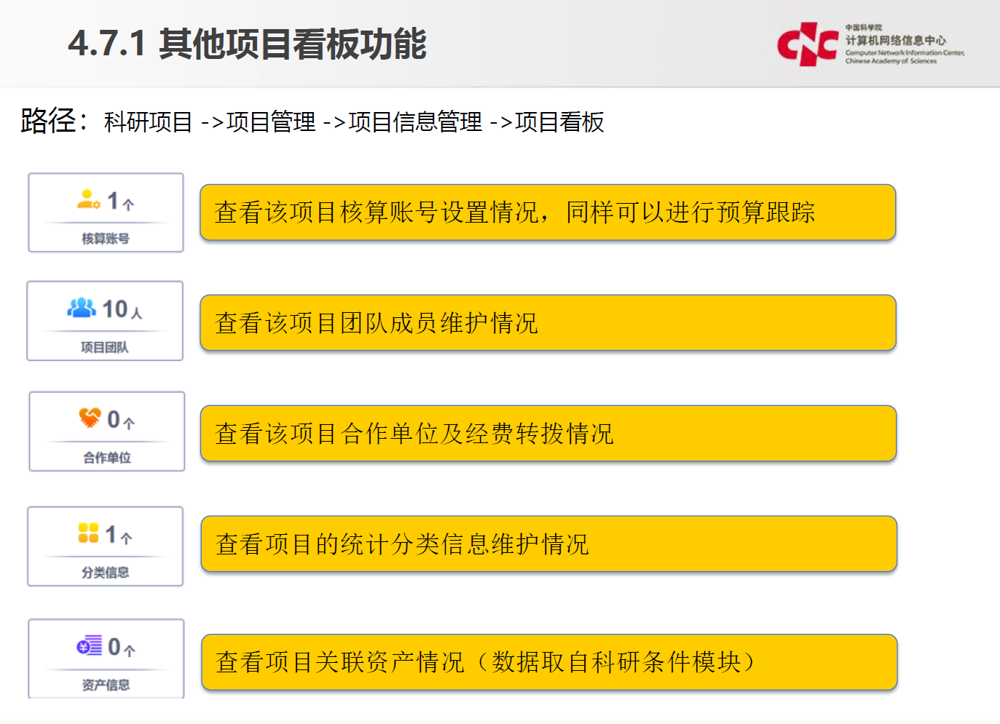 4.7.1 其他项目看板功能
中国科学院
计算机网络信息中心
Computer Network Information Center,
Chinese Academy of Sciences
路径：科研项目 ->项目管理 ->项目信息管理 ->项目看板
1个
核算账号
查看该项目核算账号设置情况，同样可以进行预算跟踪
10人
项目团队
查看该项目团队成员维护情况
0个
合作单位
查看该项目合作单位及经费转拨情况
1个
分类信息
查看项目的统计分类信息维护情况
0个
资产信息
查看项目关联资产情况（数据取自科研条件模块）